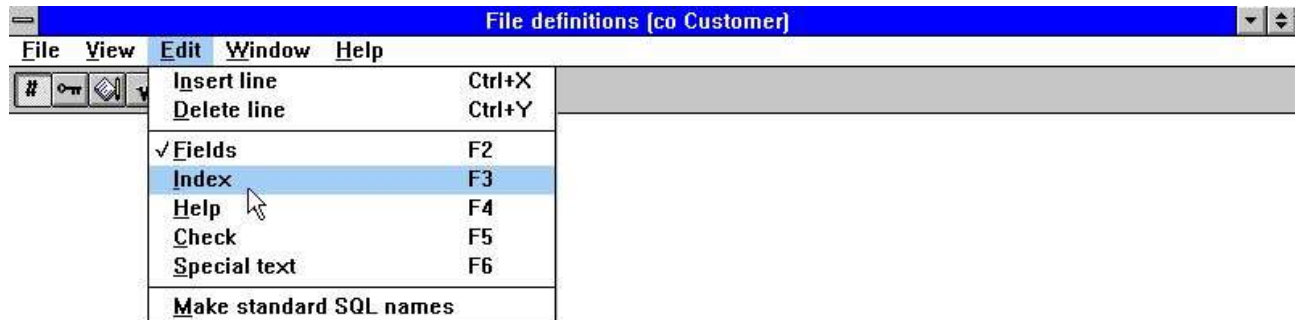 File definitions (co Customer)
File View Edit Window Help
#
Insert line Ctrl+X
Delete line Ctrl+Y
√ Fields F2
Index F3
Help F4
Check F5
Special text F6
Make standard SQL names